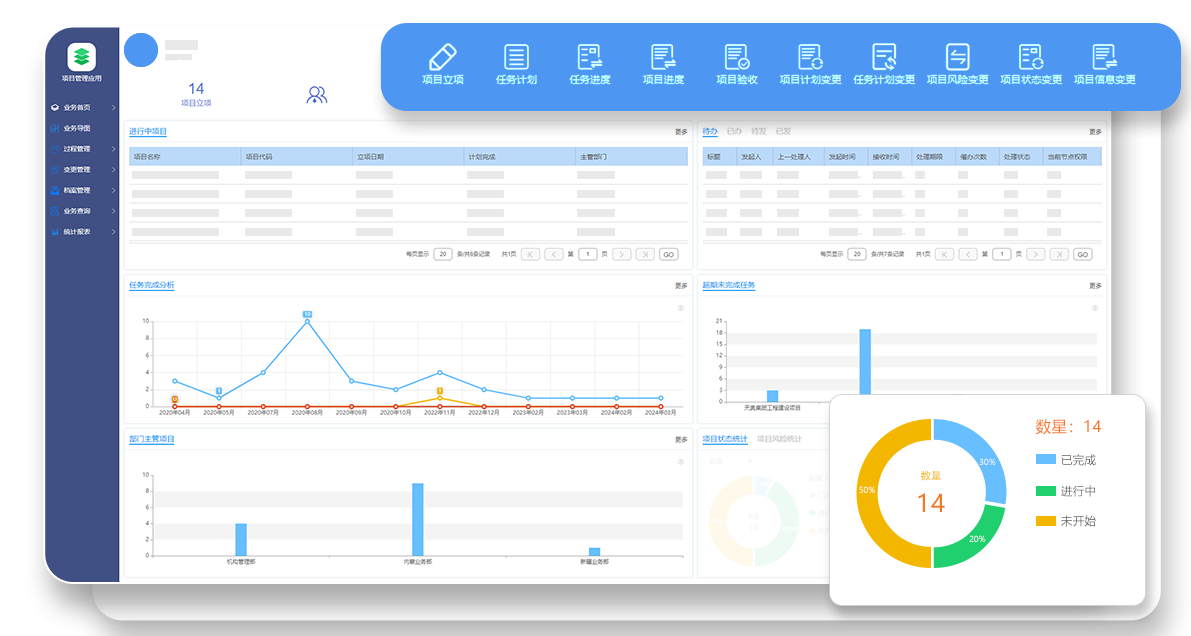 项目立项
任务计划
任务进度
项目进度
项目验收
项目计划变更
任务计划变更
项目风险变更
项目状态变更
项目信息变更
项目管理应用
业务首页
业务导图
过程管理
变更管理
档案管理
业务查询
统计报表
14
项目立项
进行中项目 更多
项目名称 项目代码 立项日期 计划完成 主管部门
每页显示 20 条/共6条记录 共1页 第 1 页 GO
待办 已办 待发 已发 更多
标题 发起人 上一处理人 发起时间 接收时间 处理期限 催办次数 处理状态 当前节点权限
每页显示 20 条/共7条记录 共1页 第 1 页 GO
任务完成分析 更多
10
8
6
4
2
0
10
1
1
2020年04月 2020年05月 2020年07月 2020年08月 2020年09月 2020年10月 2022年11月 2022年12月 2023年02月 2023年03月 2024年02月 2024年03月
超期未完成任务 更多
21
18
15
12
9
6
3
0
天昊集团工程建设项目
部门主管项目 更多
10
8
6
4
2
0
机构管理部 内蒙业务部 新疆业务部
项目状态统计 项目风险统计
数量
14
30%
20%
50%
数星：14
已完成
进行中
未开始